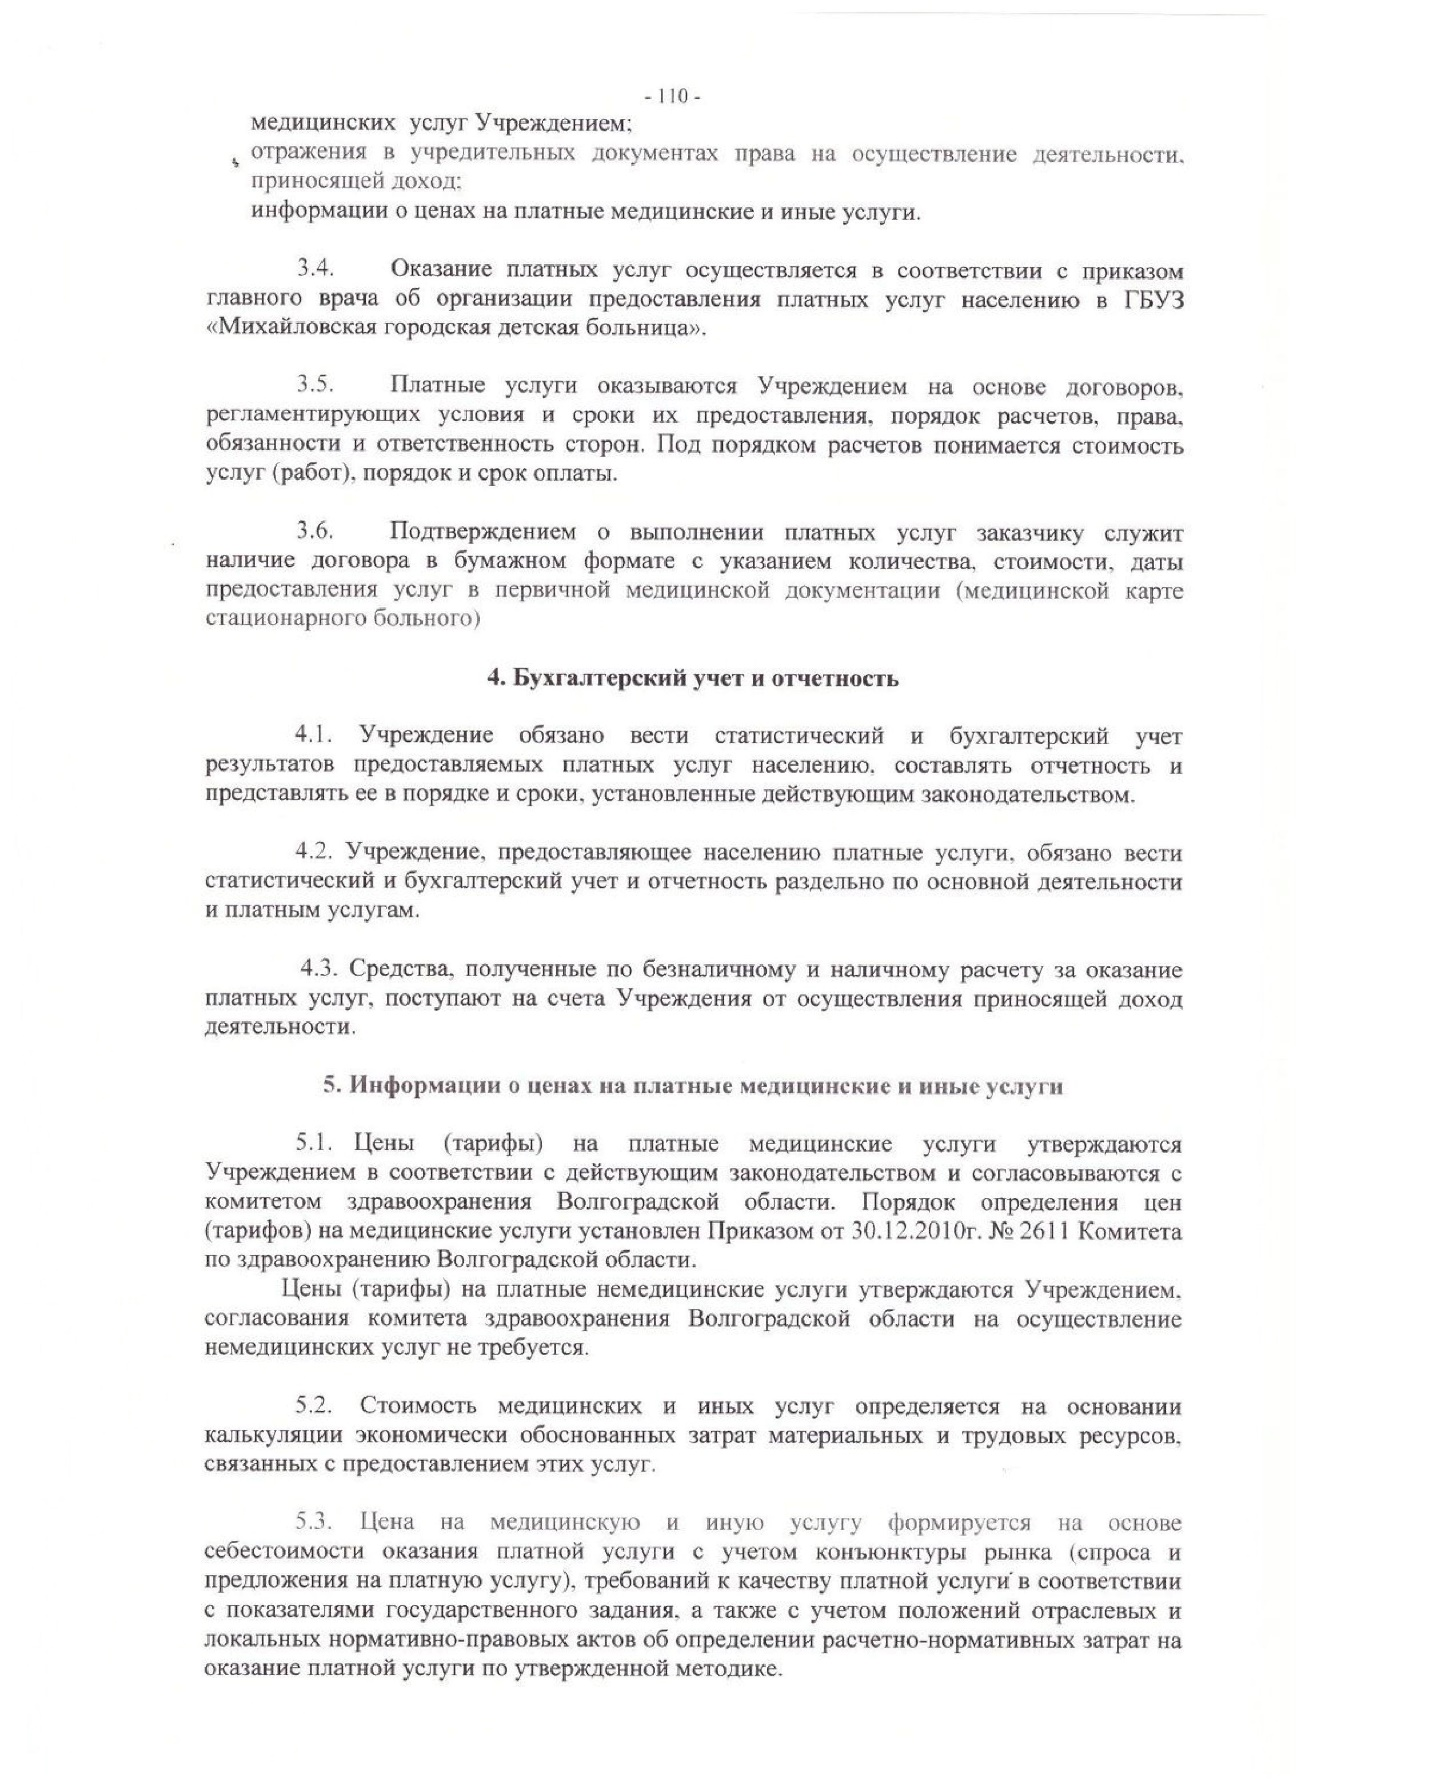 - 110 -
медицинских услуг Учреждением;
отражения в учредительных документах права на осуществление деятельности,
приносящей доход;
информации о ценах на платные медицинские и иные услуги.
3.4. Оказание платных услуг осуществляется в соответствии с приказом
главного врача об организации предоставления платных услуг населению в ГБУЗ
«Михайловская городская детская больница».
3.5. Платные услуги оказываются Учреждением на основе договоров,
регламентирующих условия и сроки их предоставления, порядок расчетов, права,
обязанности и ответственность сторон. Под порядком расчетов понимается стоимость
услуг (работ), порядок и срок оплаты.
3.6. Подтверждением о выполнении платных услуг заказчику служит
наличие договора в бумажном формате с указанием количества, стоимости, даты
предоставления услуг в первичной медицинской документации (медицинской карте
стационарного больного)
4. Бухгалтерский учет и отчетность
4.1. Учреждение обязано вести статистический и бухгалтерский учет
результатов предоставляемых платных услуг населению, составлять отчетность и
представлять ее в порядке и сроки, установленные действующим законодательством.
4.2. Учреждение, предоставляющее населению платные услуги, обязано вести
статистический и бухгалтерский учет и отчетность раздельно по основной деятельности
и платным услугам.
4.3. Средства, полученные по безналичному и наличному расчету за оказание
платных услуг, поступают на счета Учреждения от осуществления приносящей доход
деятельности.
5. Информации о ценах на платные медицинские и иные услуги
5.1. Цены (тарифы) на платные медицинские услуги утверждаются
Учреждением в соответствии с действующим законодательством и согласовываются с
комитетом здравоохранения Волгоградской области. Порядок определения цен
(тарифов) на медицинские услуги установлен Приказом от 30.12.2010г. № 2611 Комитета
по здравоохранению Волгоградской области.
Цены (тарифы) на платные немедицинские услуги утверждаются Учреждением,
согласования комитета здравоохранения Волгоградской области на осуществление
немедицинских услуг не требуется.
5.2. Стоимость медицинских и иных услуг определяется на основании
калькуляции экономически обоснованных затрат материальных и трудовых ресурсов,
связанных с предоставлением этих услуг.
5.3. Цена на медицинскую и иную услугу формируется на основе
себестоимости оказания платной услуги с учетом конъюнктуры рынка (спроса и
предложения на платную услугу), требований к качеству платной услуги в соответствии
с показателями государственного задания, а также с учетом положений отраслевых и
локальных нормативно-правовых актов об определении расчетно-нормативных затрат на
оказание платной услуги по утвержденной методике.